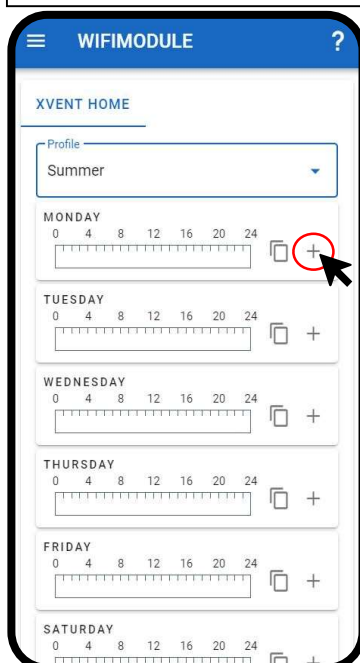 WIFIMODULE ?
XVENT HOME
Profile
Summer
MONDAY
0 4 8 12 16 20 24
TUESDAY
0 4 8 12 16 20 24
WEDNESDAY
0 4 8 12 16 20 24
THURSDAY
0 4 8 12 16 20 24
FRIDAY
0 4 8 12 16 20 24
SATURDAY
0 4 8 12 16 20 24